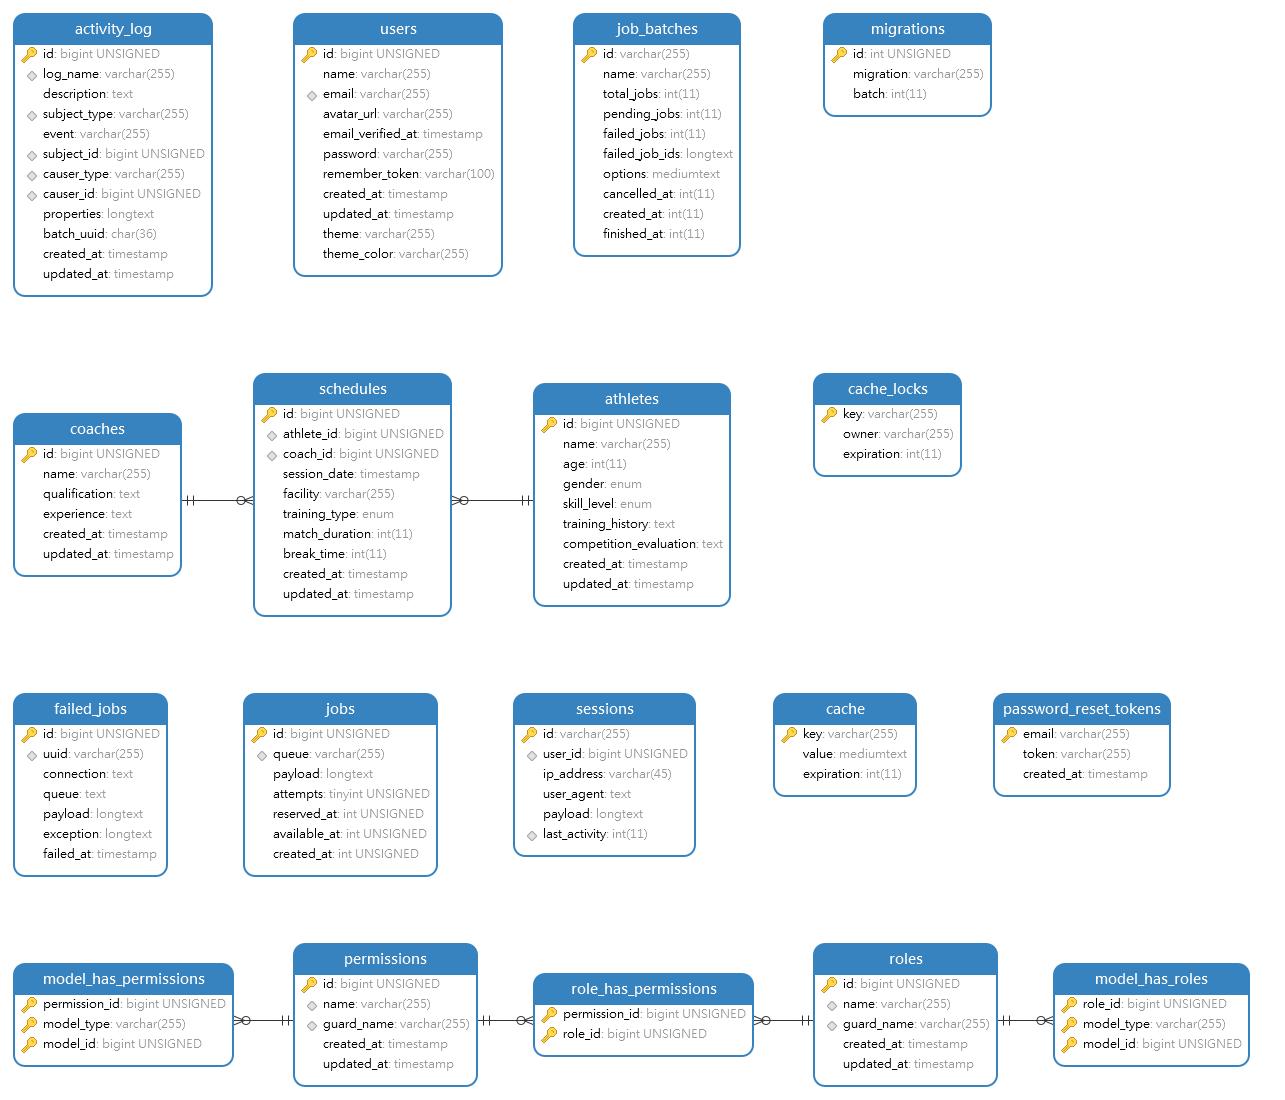 activity_log
id: bigint UNSIGNED
log_name: varchar(255)
description: text
subject_type: varchar(255)
event: varchar(255)
subject_id: bigint UNSIGNED
causer_type: varchar(255)
causer_id: bigint UNSIGNED
properties: longtext
batch_uuid: char(36)
created_at: timestamp
updated_at: timestamp
users
id: bigint UNSIGNED
name: varchar(255)
email: varchar(255)
avatar_url: varchar(255)
email_verified_at: timestamp
password: varchar(255)
remember_token: varchar(100)
created_at: timestamp
updated_at: timestamp
theme: varchar(255)
theme_color: varchar(255)
job_batches
id: varchar(255)
name: varchar(255)
total_jobs: int(11)
pending_jobs: int(11)
failed_jobs: int(11)
failed_job_ids: longtext
options: mediumtext
cancelled_at: int(11)
created_at: int(11)
finished_at: int(11)
migrations
id: int UNSIGNED
migration: varchar(255)
batch: int(11)
coaches
id: bigint UNSIGNED
name: varchar(255)
qualification: text
experience: text
created_at: timestamp
updated_at: timestamp
schedules
id: bigint UNSIGNED
athlete_id: bigint UNSIGNED
coach_id: bigint UNSIGNED
session_date: timestamp
facility: varchar(255)
training_type: enum
match_duration: int(11)
break_time: int(11)
created_at: timestamp
updated_at: timestamp
athletes
id: bigint UNSIGNED
name: varchar(255)
age: int(11)
gender: enum
skill_level: enum
training_history: text
competition_evaluation: text
created_at: timestamp
updated_at: timestamp
cache_locks
key: varchar(255)
owner: varchar(255)
expiration: int(11)
failed_jobs
id: bigint UNSIGNED
uuid: varchar(255)
connection: text
queue: text
payload: longtext
exception: longtext
failed_at: timestamp
jobs
id: bigint UNSIGNED
queue: varchar(255)
payload: longtext
attempts: tinyint UNSIGNED
reserved_at: int UNSIGNED
available_at: int UNSIGNED
created_at: int UNSIGNED
sessions
id: varchar(255)
user_id: bigint UNSIGNED
ip_address: varchar(45)
user_agent: text
payload: longtext
last_activity: int(11)
cache
key: varchar(255)
value: mediumtext
expiration: int(11)
password_reset_tokens
email: varchar(255)
token: varchar(255)
created_at: timestamp
model_has_permissions
permission_id: bigint UNSIGNED
model_type: varchar(255)
model_id: bigint UNSIGNED
permissions
id: bigint UNSIGNED
name: varchar(255)
guard_name: varchar(255)
created_at: timestamp
updated_at: timestamp
role_has_permissions
permission_id: bigint UNSIGNED
role_id: bigint UNSIGNED
roles
id: bigint UNSIGNED
name: varchar(255)
guard_name: varchar(255)
created_at: timestamp
updated_at: timestamp
model_has_roles
role_id: bigint UNSIGNED
model_type: varchar(255)
model_id: bigint UNSIGNED